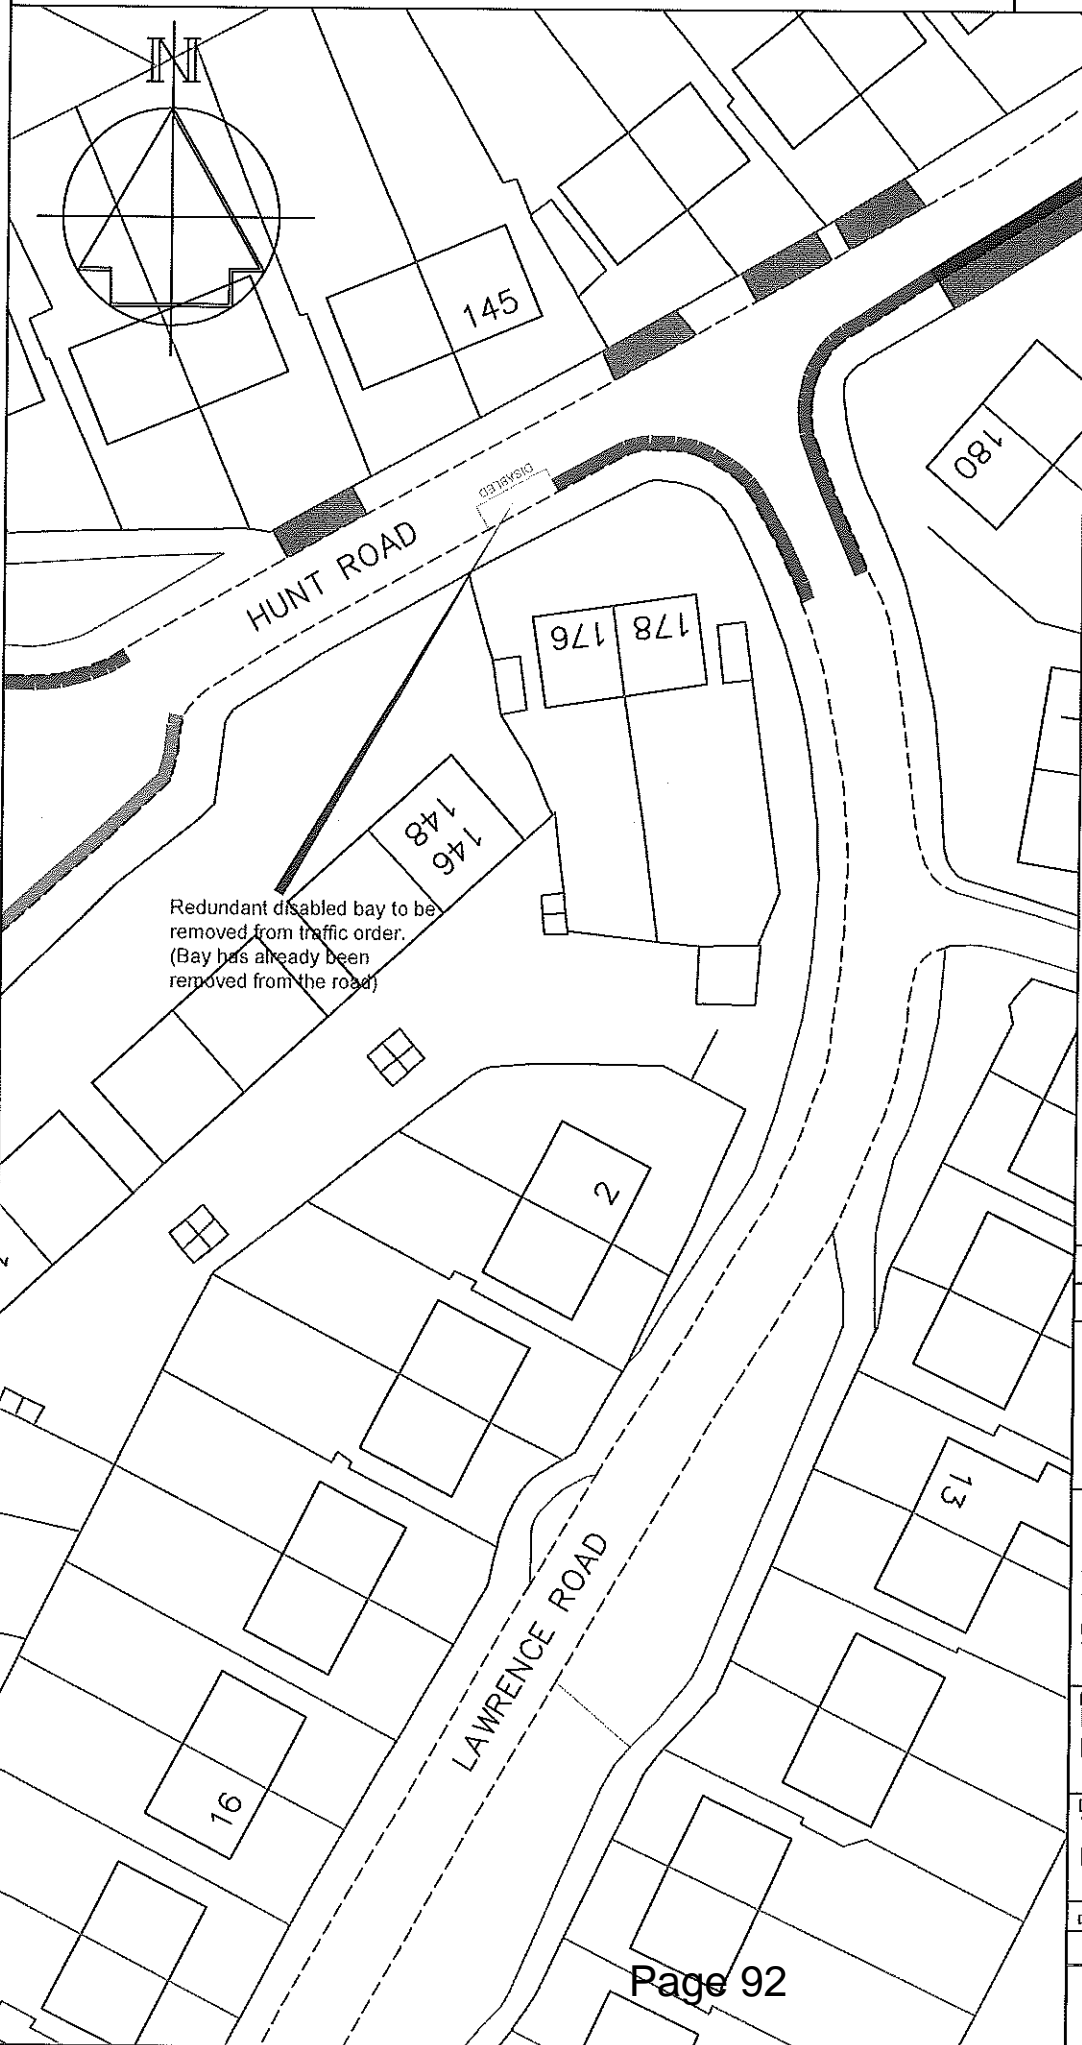 N
145
180
DISABLED
HUNT ROAD
176
178
148
146
Redundant disabled bay to be
removed from traffic order.
(Bay has already been
removed from the road)
2
13
LAWRENCE ROAD
16
Page 92